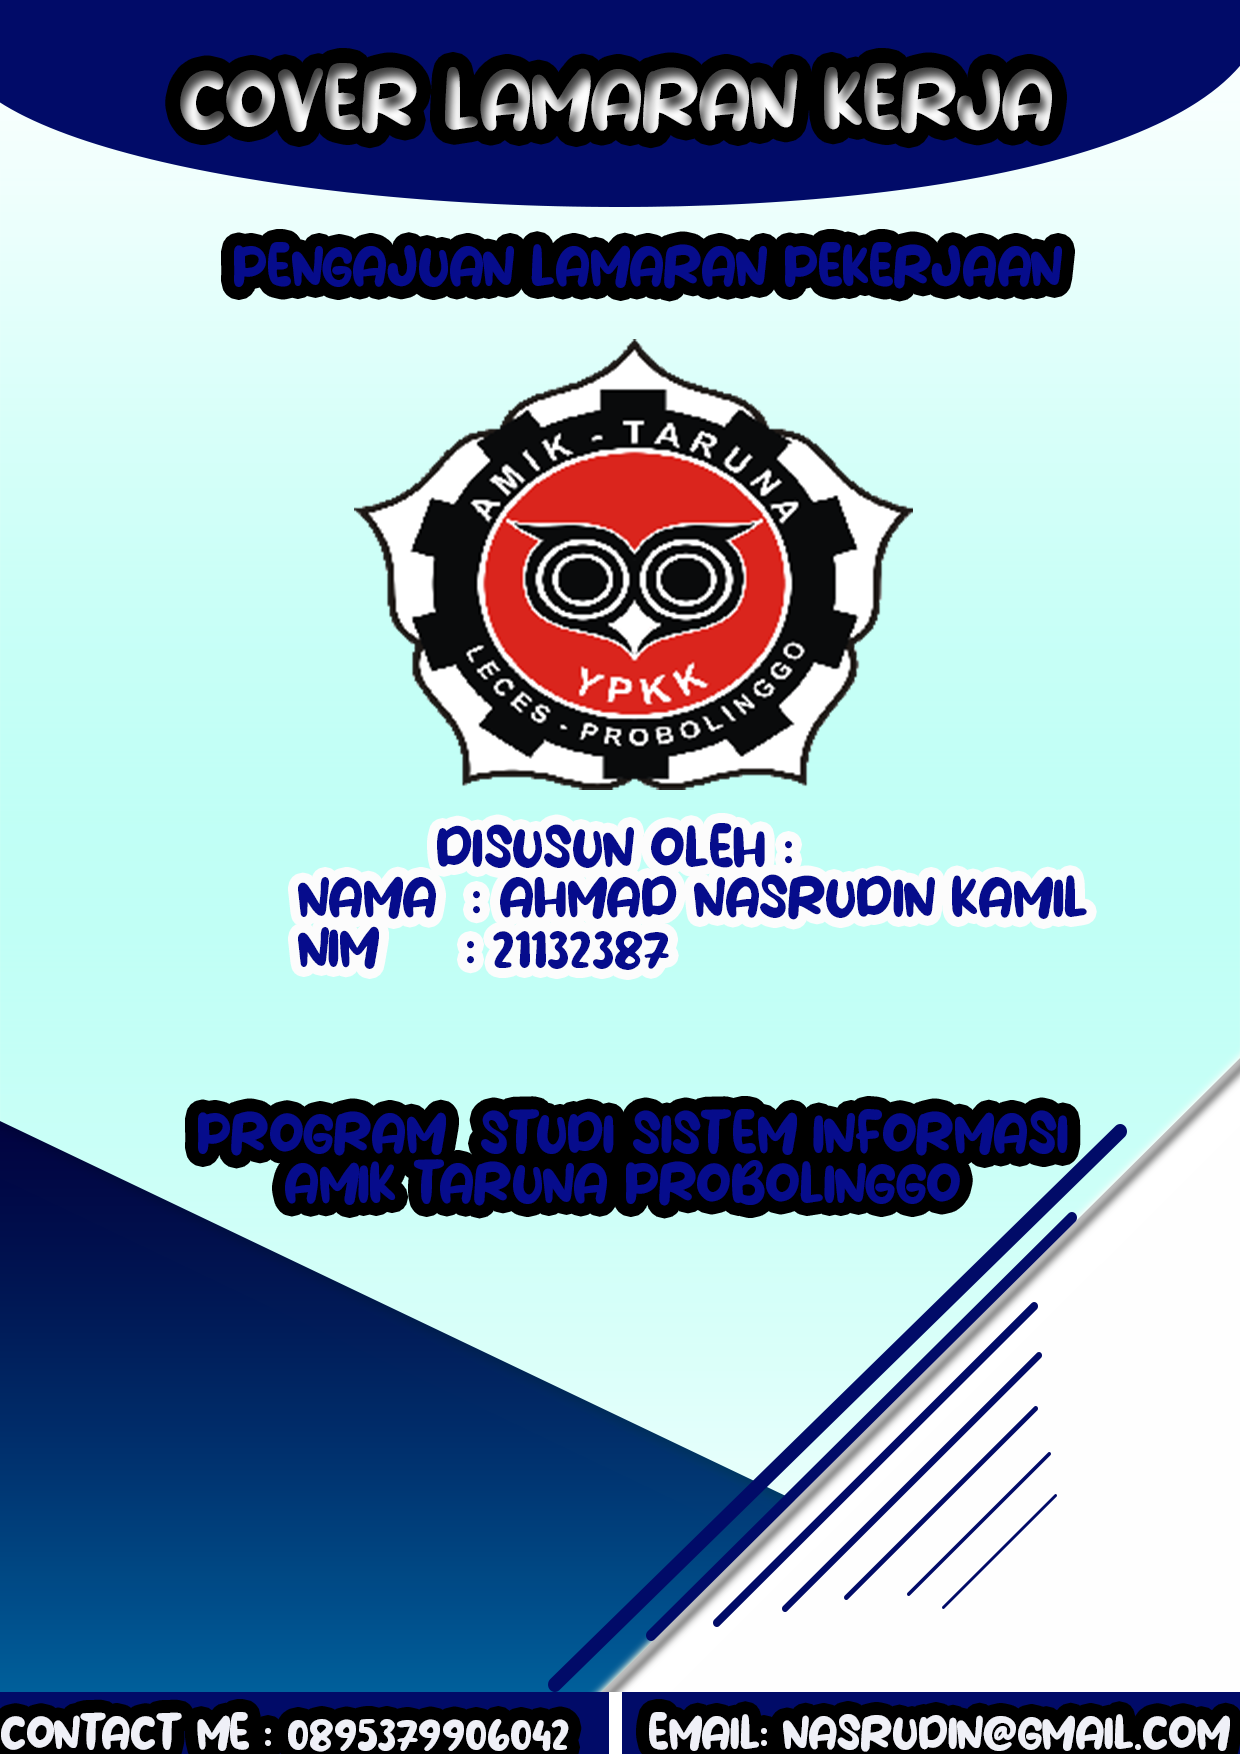 COVER LAMARAN KERJA
PENGAJUAN LAMARAN PEKERJAAN
AMIK - TARUNA
YPKK
LECES - PROBOLINGGO
DISUSUN OLEH :
NAMA : AHMAD NASRUDIN KAMIL
NIM : 21132387
PROGRAM STUDI SISTEM INFORMASI
AMIK TARUNA PROBOLINGGO
CONTACT ME : 0895379906042
EMAIL: NASRUDIN@GMAIL.COM